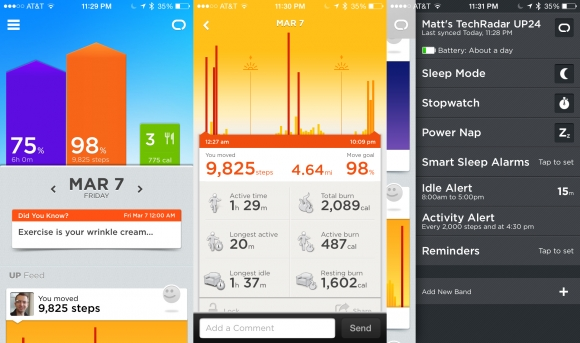 AT&T 11:29 PM 35%
75%
6h 0m
98%
9,825 steps
3
775 cal
MAR 7
FRIDAY
Did You Know? Fri Mar 7 12:00 AM
Exercise is your wrinkle cream...
UP Feed
You moved
9,825 steps
AT&T 11:30 PM 35%
MAR 7
12:27 am 10:09 pm
You moved Move goal
9,825 steps 4.64 mi 98%
Active time Total burn
1h 29m 2,089 cal
Longest active Active burn
20m 487 cal
Longest idle Resting burn
1h 37m 1,602 cal
Lock Share
Add a Comment Send
AT&T 11:31 PM 35%
Matt's TechRadar UP24
Last synced Today, 11:28 PM
Battery: About a day
Sleep Mode
Stopwatch
Power Nap Zz
Smart Sleep Alarms Tap to set
Idle Alert 15m
8:00am to 5:00pm
Activity Alert
Every 2,000 steps and at 4:30 pm
Reminders Tap to set
Add New Band +